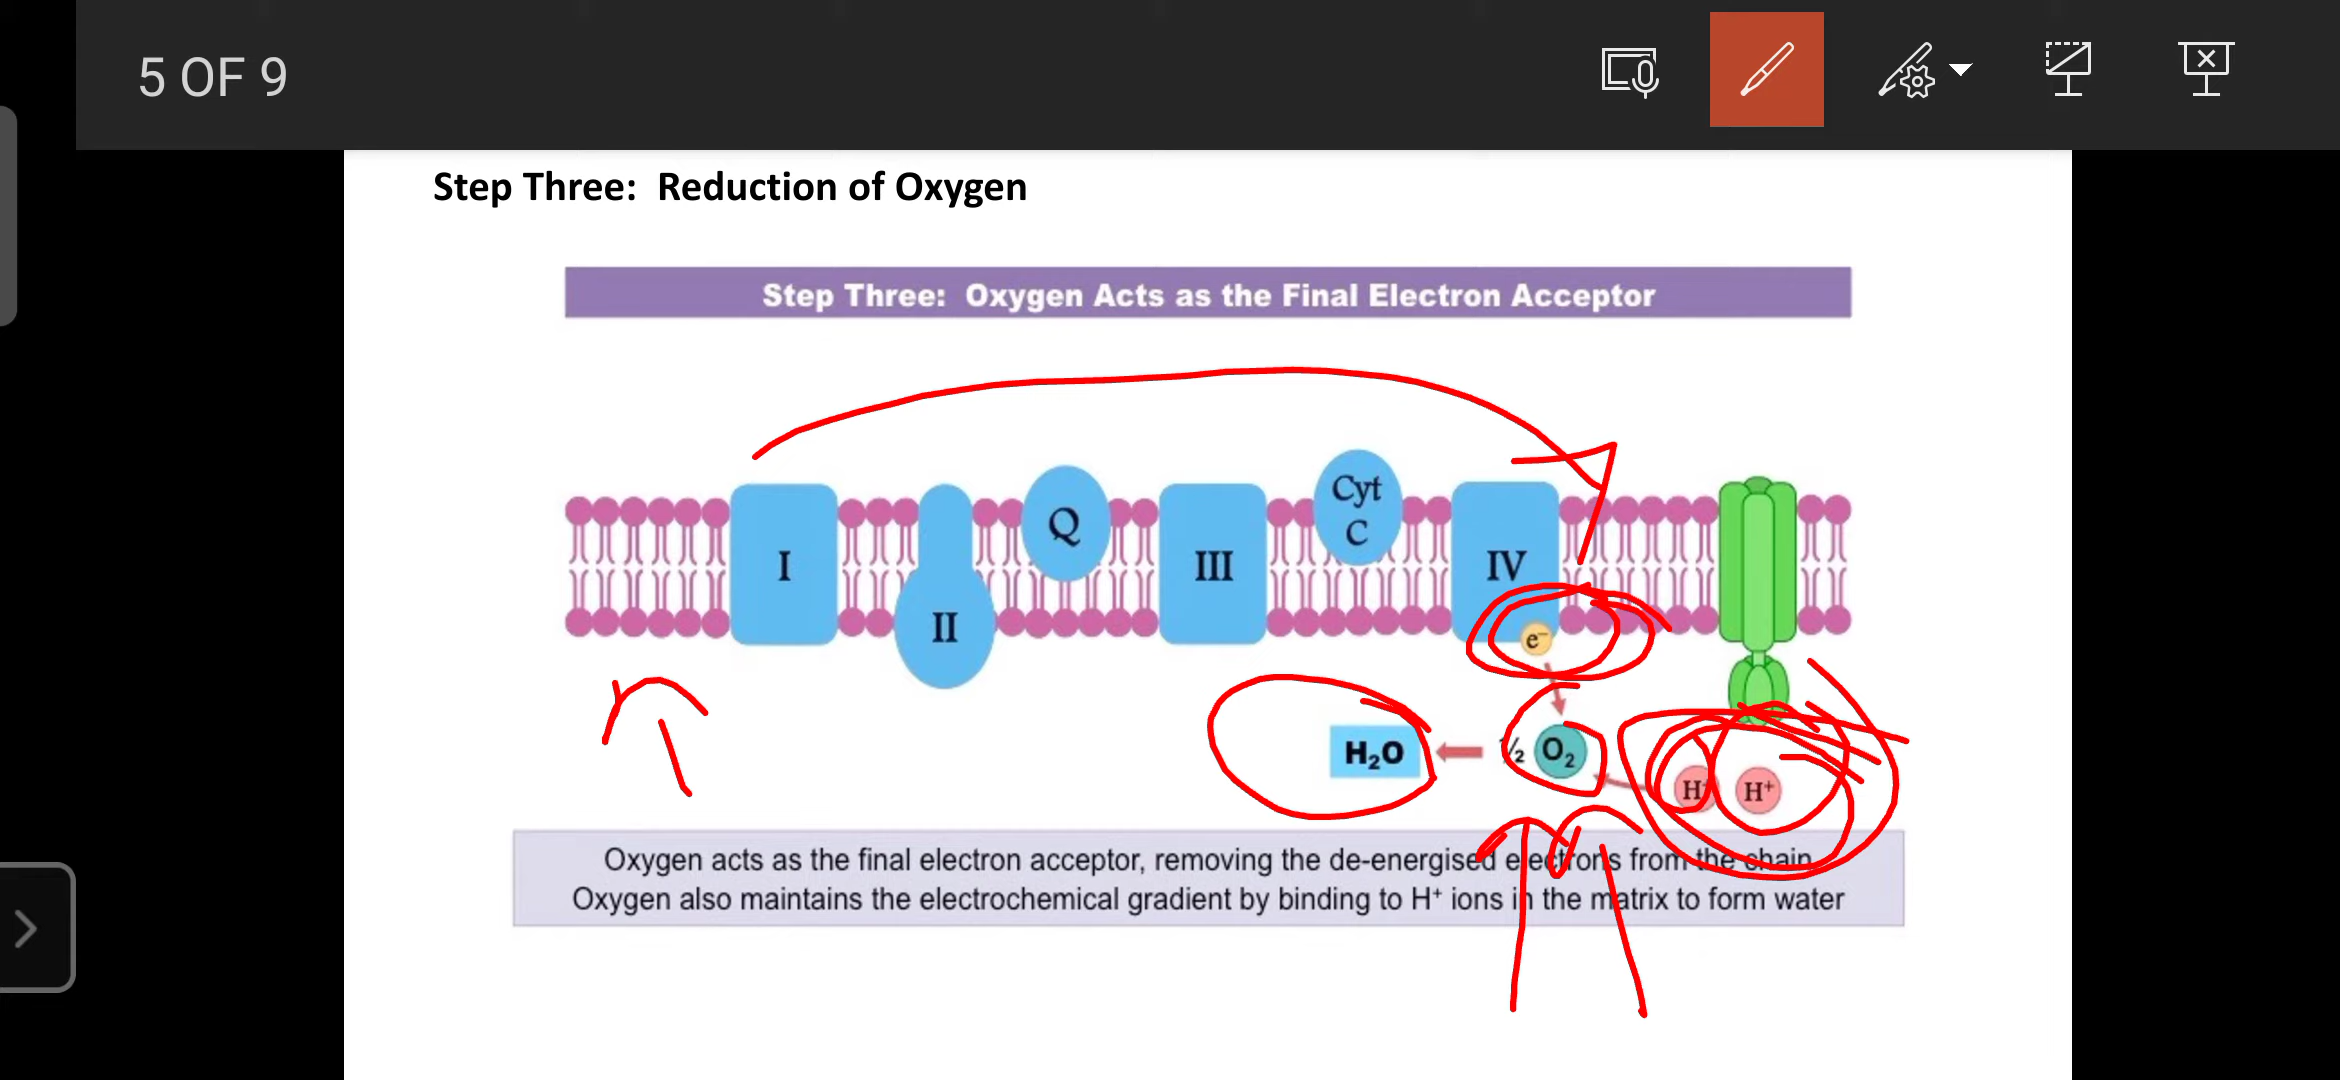 5 OF 9
Step Three: Reduction of Oxygen
Step Three: Oxygen Acts as the Final Electron Acceptor
I
II
Q
III
Cyt
C
IV
e⁻
H₂O
½ O₂
H⁺
H⁺
Oxygen acts as the final electron acceptor, removing the de-energised electrons from the chain
Oxygen also maintains the electrochemical gradient by binding to H⁺ ions in the matrix to form water